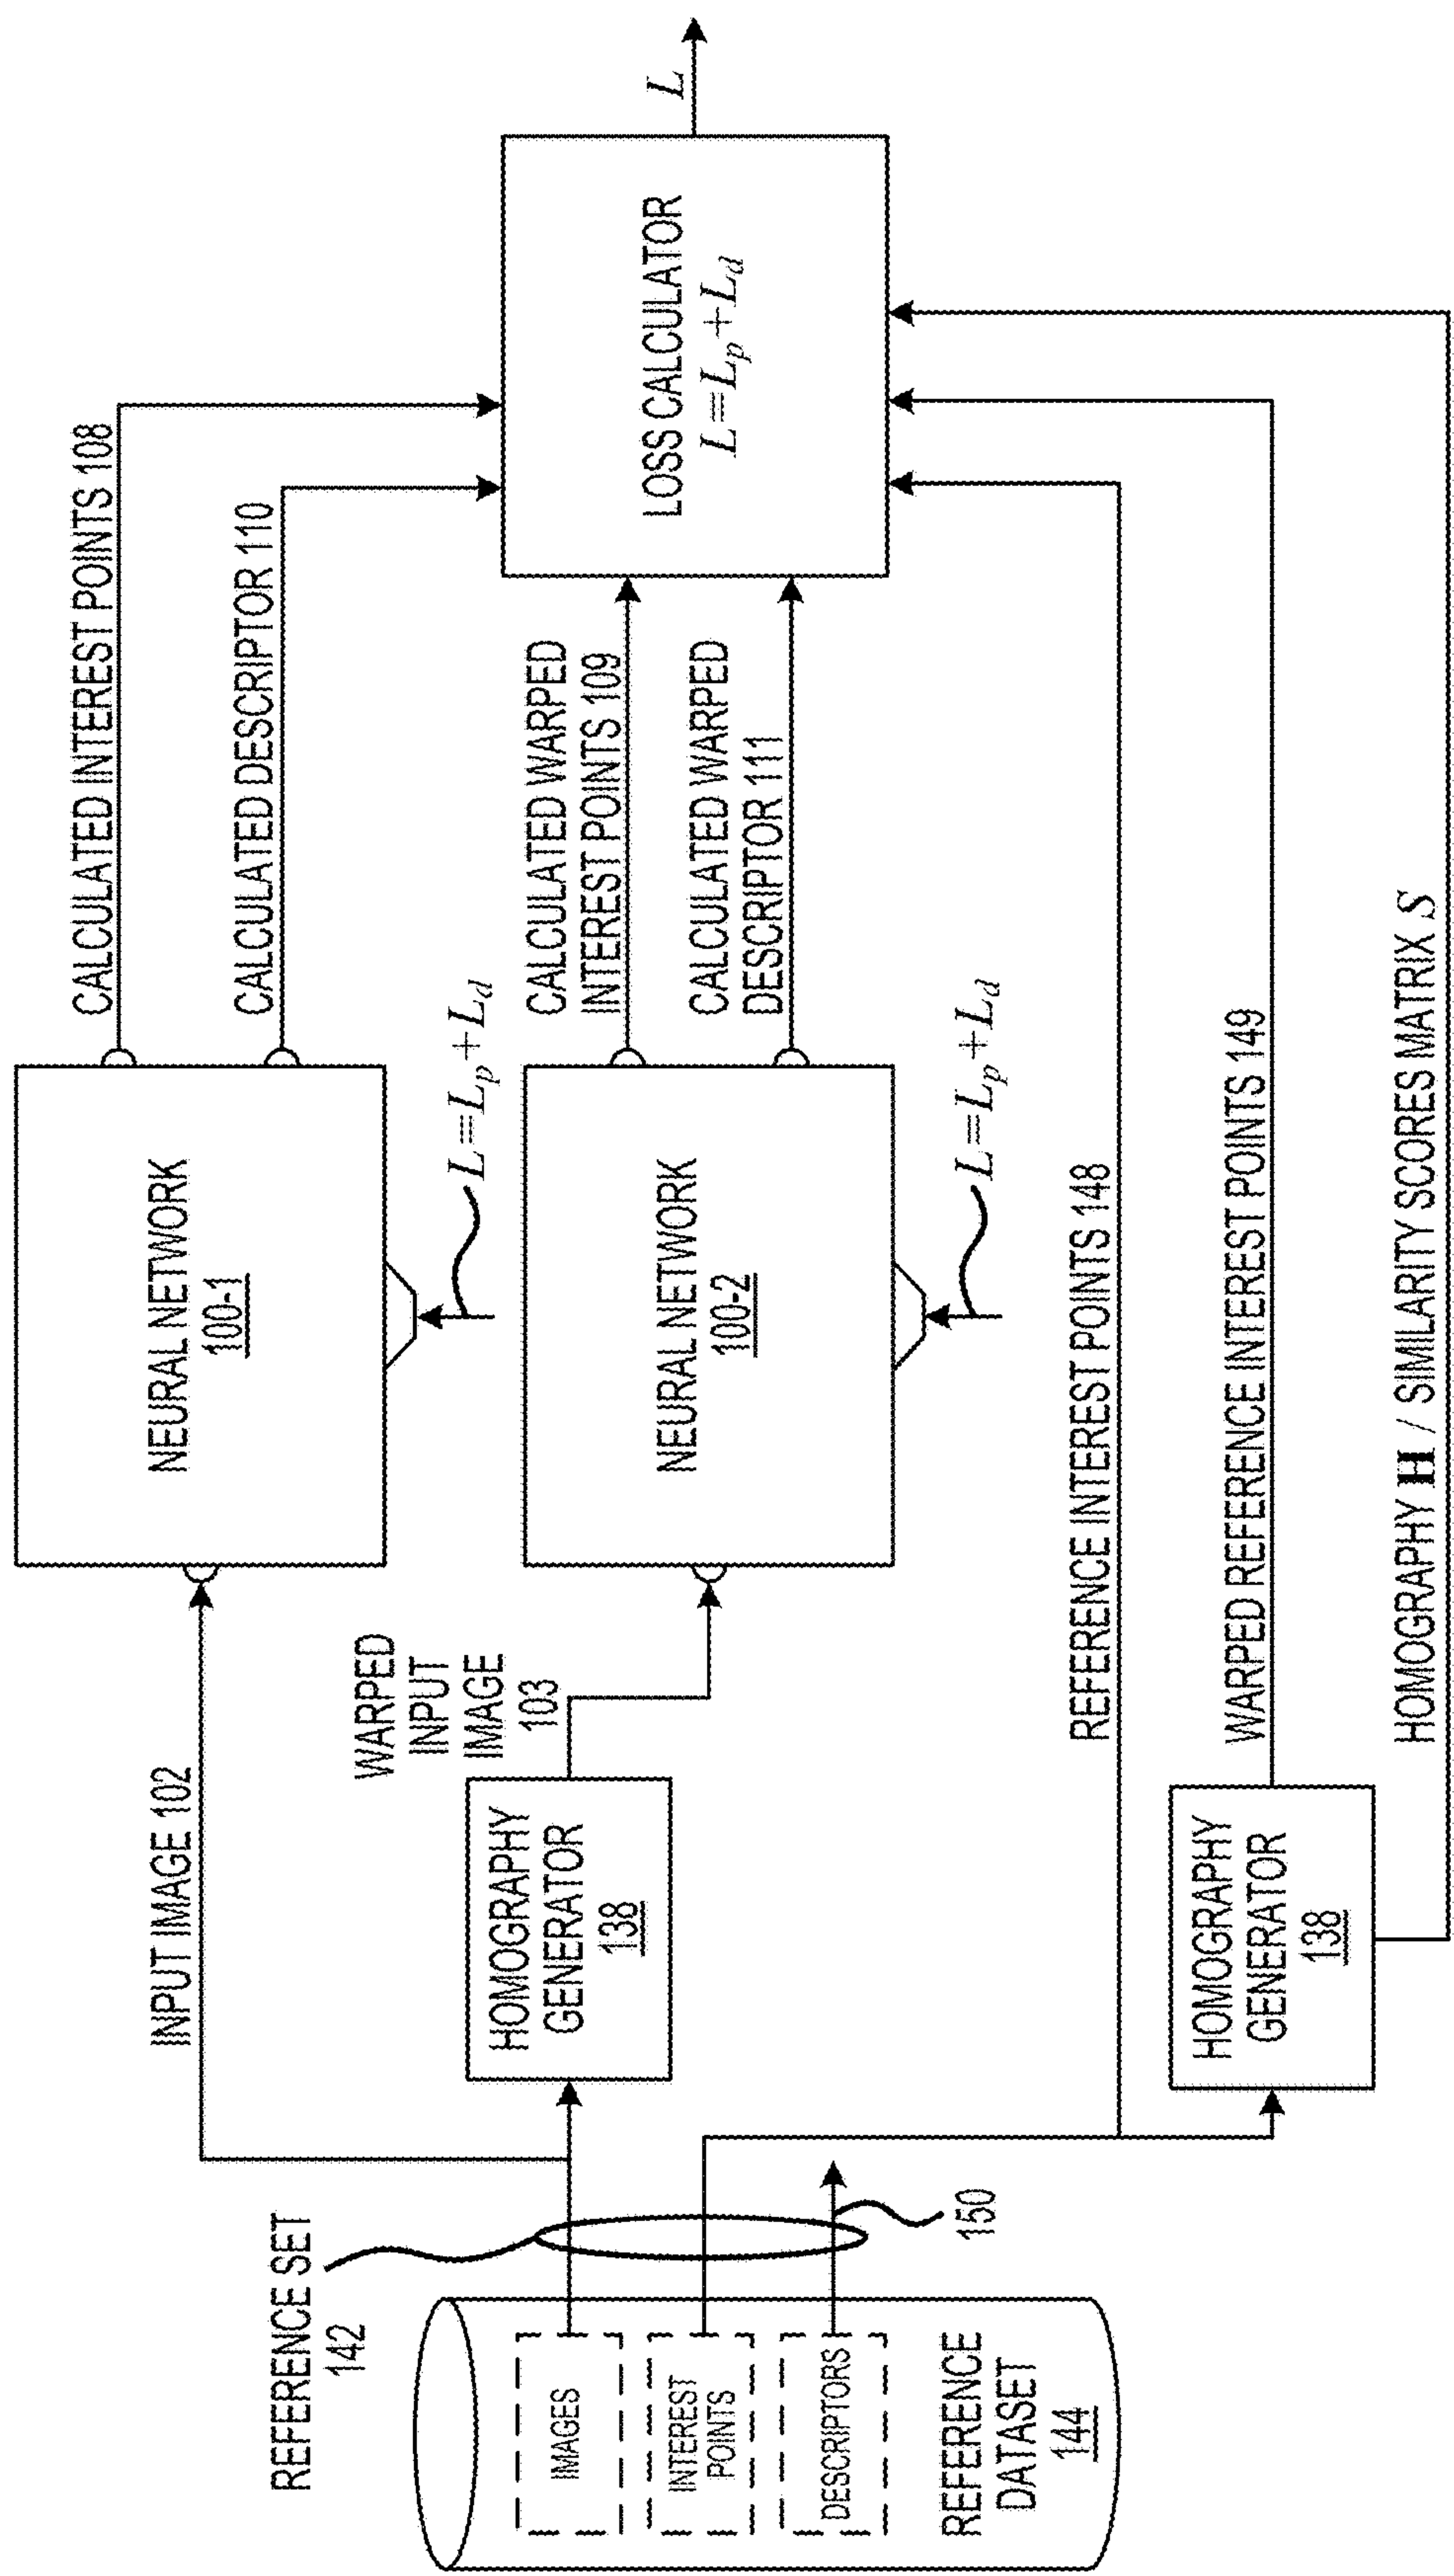 REFERENCE SET
142
IMAGES
INTEREST
POINTS
DESCRIPTORS
REFERENCE
DATASET
144
150
INPUT IMAGE 102
HOMOGRAPHY
GENERATOR
138
WARPED
INPUT
IMAGE
103
HOMOGRAPHY
GENERATOR
138
NEURAL NETWORK
100-1
L=Lp+Ld
NEURAL NETWORK
100-2
L=Lp+Ld
CALCULATED INTEREST POINTS 108
CALCULATED DESCRIPTOR 110
CALCULATED WARPED
INTEREST POINTS 109
CALCULATED WARPED
DESCRIPTOR 111
REFERENCE INTEREST POINTS 148
WARPED REFERENCE INTEREST POINTS 149
HOMOGRAPHY H / SIMILARITY SCORES MATRIX S
LOSS CALCULATOR
L=Lp+Ld
L